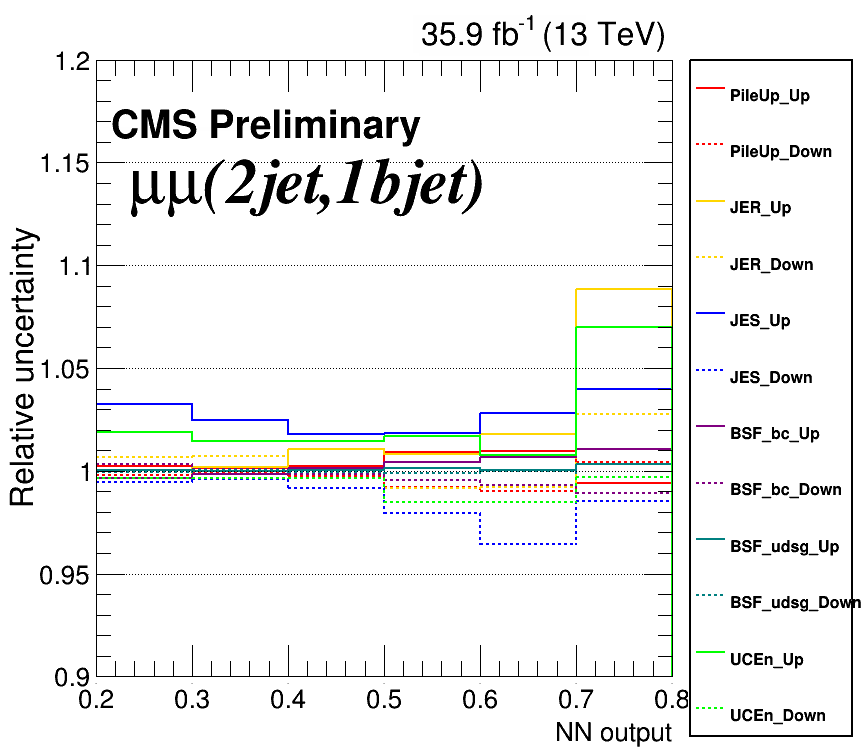 35.9 fb⁻¹ (13 TeV)
CMS Preliminary
μμ(2jet,1bjet)
Relative uncertainty
1.2
1.15
1.1
1.05
1
0.95
0.9
0.2 0.3 0.4 0.5 0.6 0.7 0.8
NN output
PileUp_Up
PileUp_Down
JER_Up
JER_Down
JES_Up
JES_Down
BSF_bc_Up
BSF_bc_Down
BSF_udsg_Up
BSF_udsg_Down
UCEn_Up
UCEn_Down